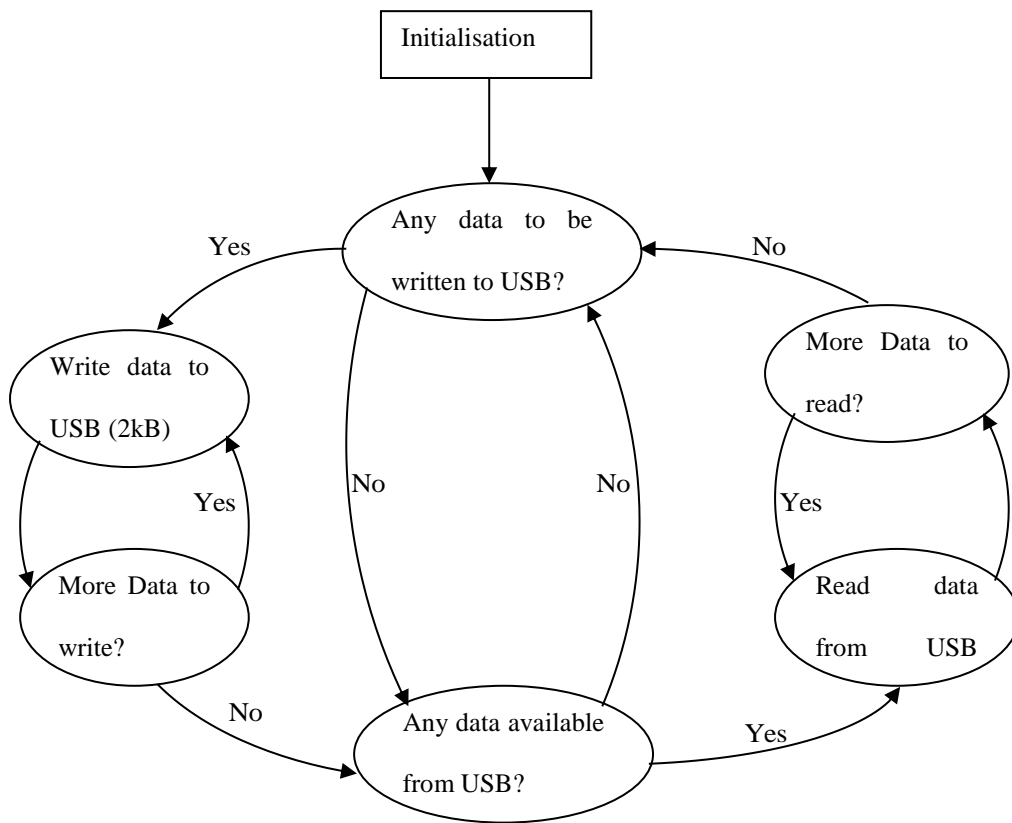 Initialisation
Any data to be
written to USB?
Yes
No
Write data to
USB (2kB)
More Data to
read?
No
No
Yes
Yes
More Data to
write?
Read data
from USB
No
Any data available
from USB?
Yes